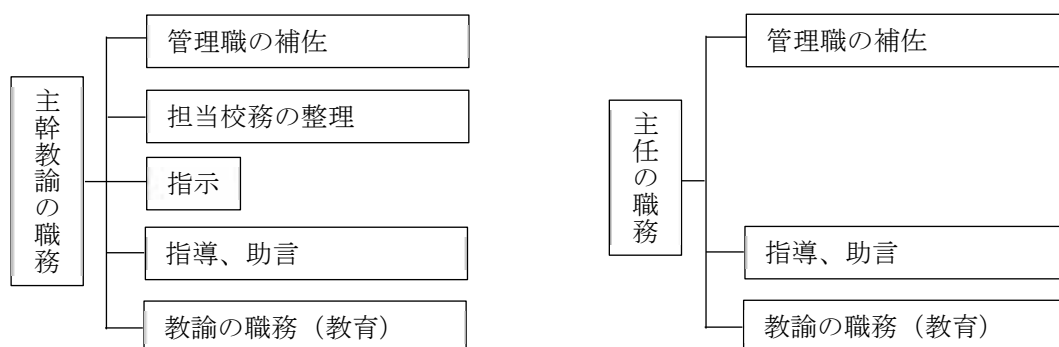 主幹教諭の職務
管理職の補佐
担当校務の整理
指示
指導、助言
教諭の職務（教育）
主任の職務
管理職の補佐
指導、助言
教諭の職務（教育）